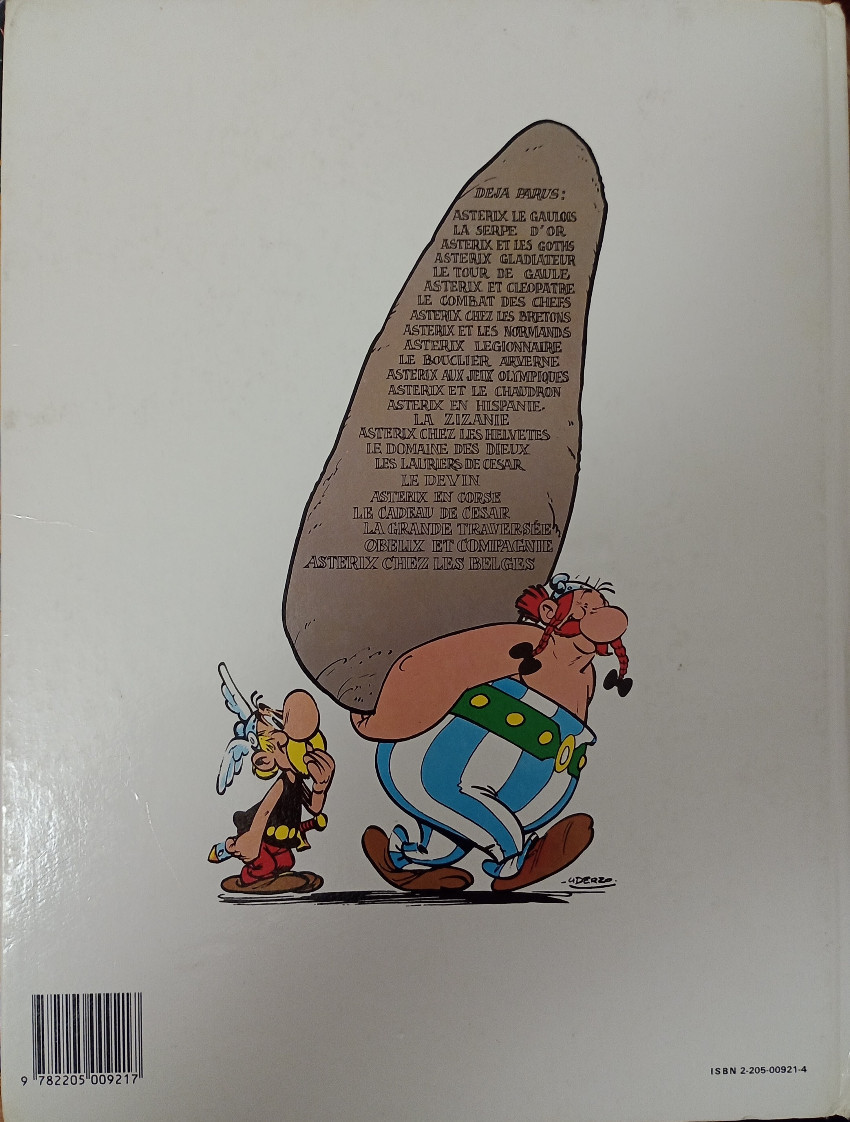 DEJA PARUS:
ASTERIX LE GAULOIS
LA SERPE D'OR
ASTERIX ET LES GOTHS
ASTERIX GLADIATEUR
LE TOUR DE GAULE
ASTERIX ET CLEOPATRE
LE COMBAT DES CHEFS
ASTERIX CHEZ LES BRETONS
ASTERIX ET LES NORMANDS
ASTERIX LEGIONNAIRE
LE BOUCLIER ARVERNE
ASTERIX AUX JEUX OLYMPIQUES
ASTERIX ET LE CHAUDRON
ASTERIX EN HISPANIE.
LA ZIZANIE
ASTERIX CHEZ LES HELVETES
LE DOMAINE DES DIEUX
LES LAURIERS DE CESAR
LE DEVIN
ASTERIX EN CORSE
LE CADEAU DE CESAR
LA GRANDE TRAVERSÉE
OBELIX ET COMPAGNIE
ASTERIX CHEZ LES BELGES
-UDERZO.
9 782205 009217
ISBN 2-205-00921-4